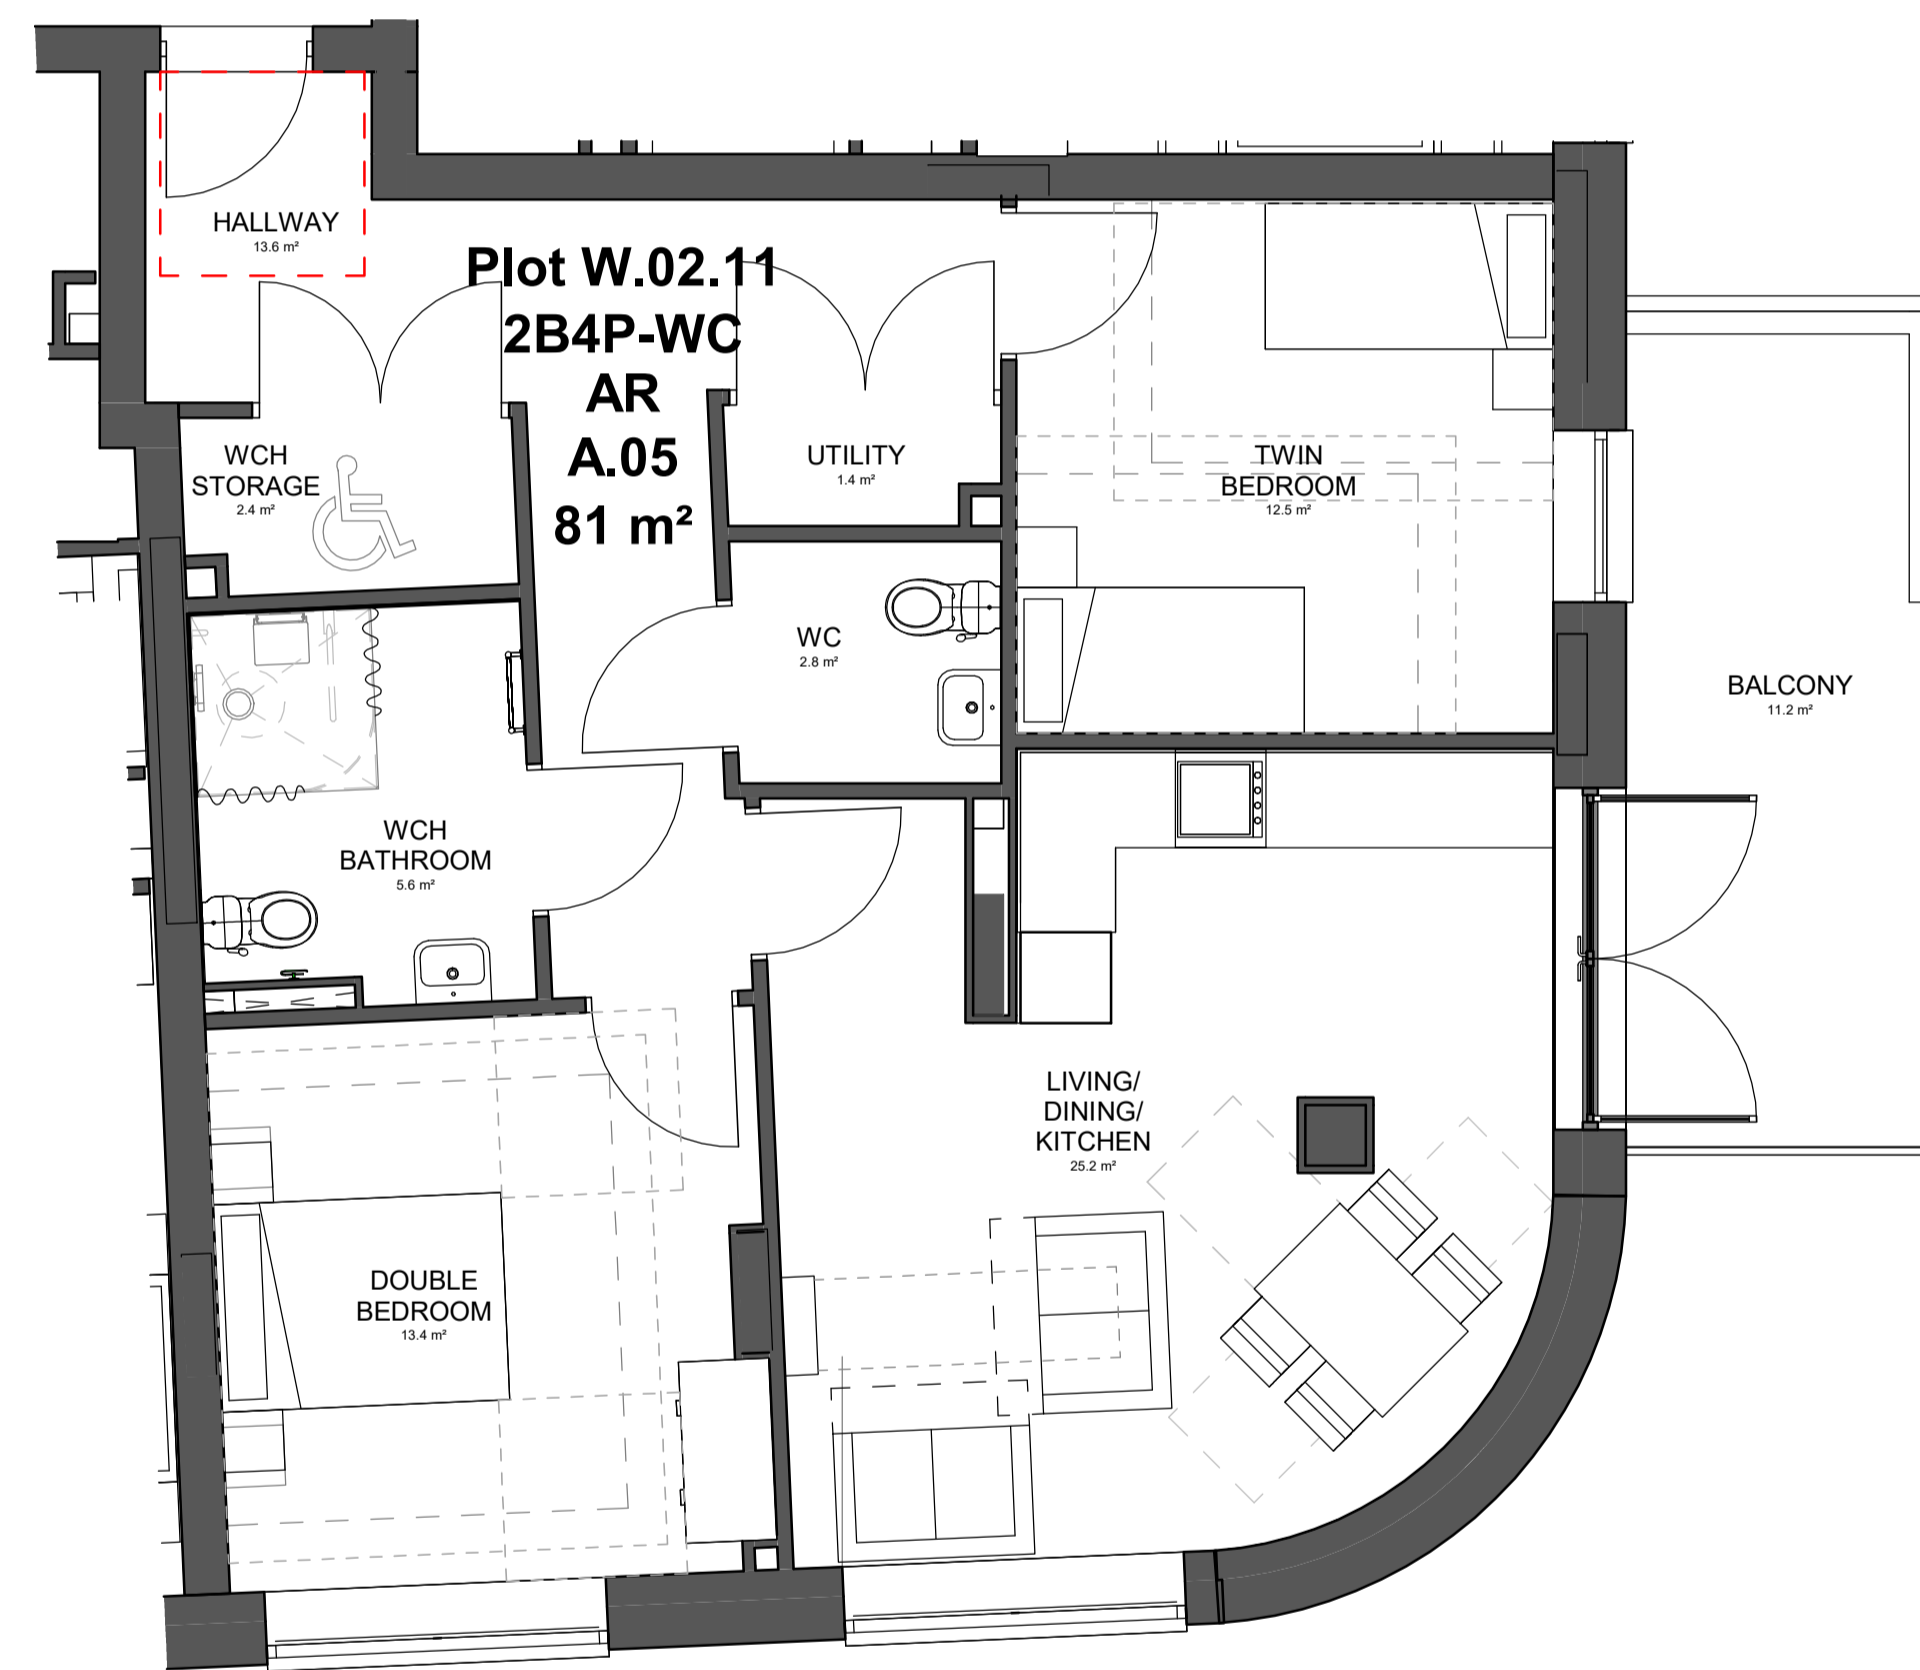 HALLWAY
13.6 m²
Plot W.02.11
2B4P-WC
AR
A.05
81 m²
WCH
STORAGE
2.4 m²
UTILITY
1.4 m²
TWIN
BEDROOM
12.5 m²
WC
2.8 m²
BALCONY
11.2 m²
WCH
BATHROOM
5.6 m²
LIVING/
DINING/
KITCHEN
25.2 m²
DOUBLE
BEDROOM
13.4 m²